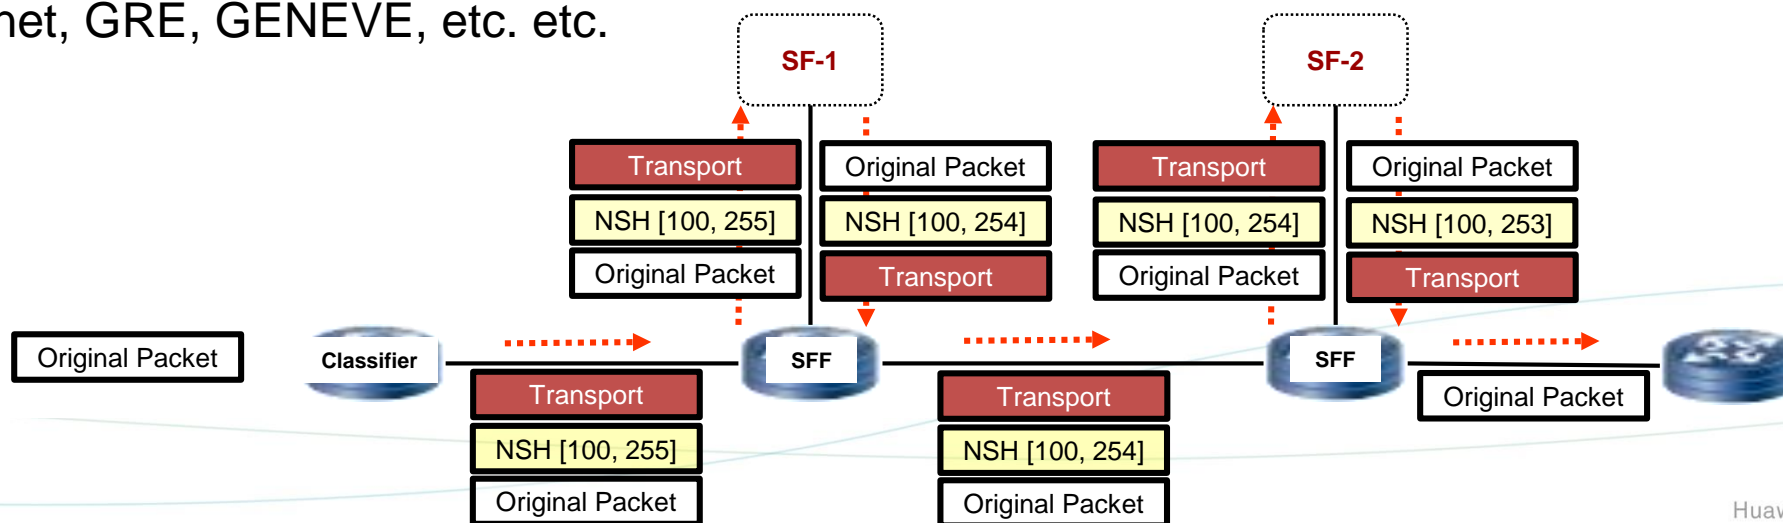 net, GRE, GENEVE, etc. etc.
SF-1
SF-2
Transport
Original Packet
Transport
Original Packet
NSH [100, 255]
NSH [100, 254]
NSH [100, 254]
NSH [100, 253]
Original Packet
Transport
Original Packet
Transport
Original Packet
Classifier
SFF
SFF
Transport
Transport
Original Packet
NSH [100, 255]
NSH [100, 254]
Original Packet
Original Packet
Huaw